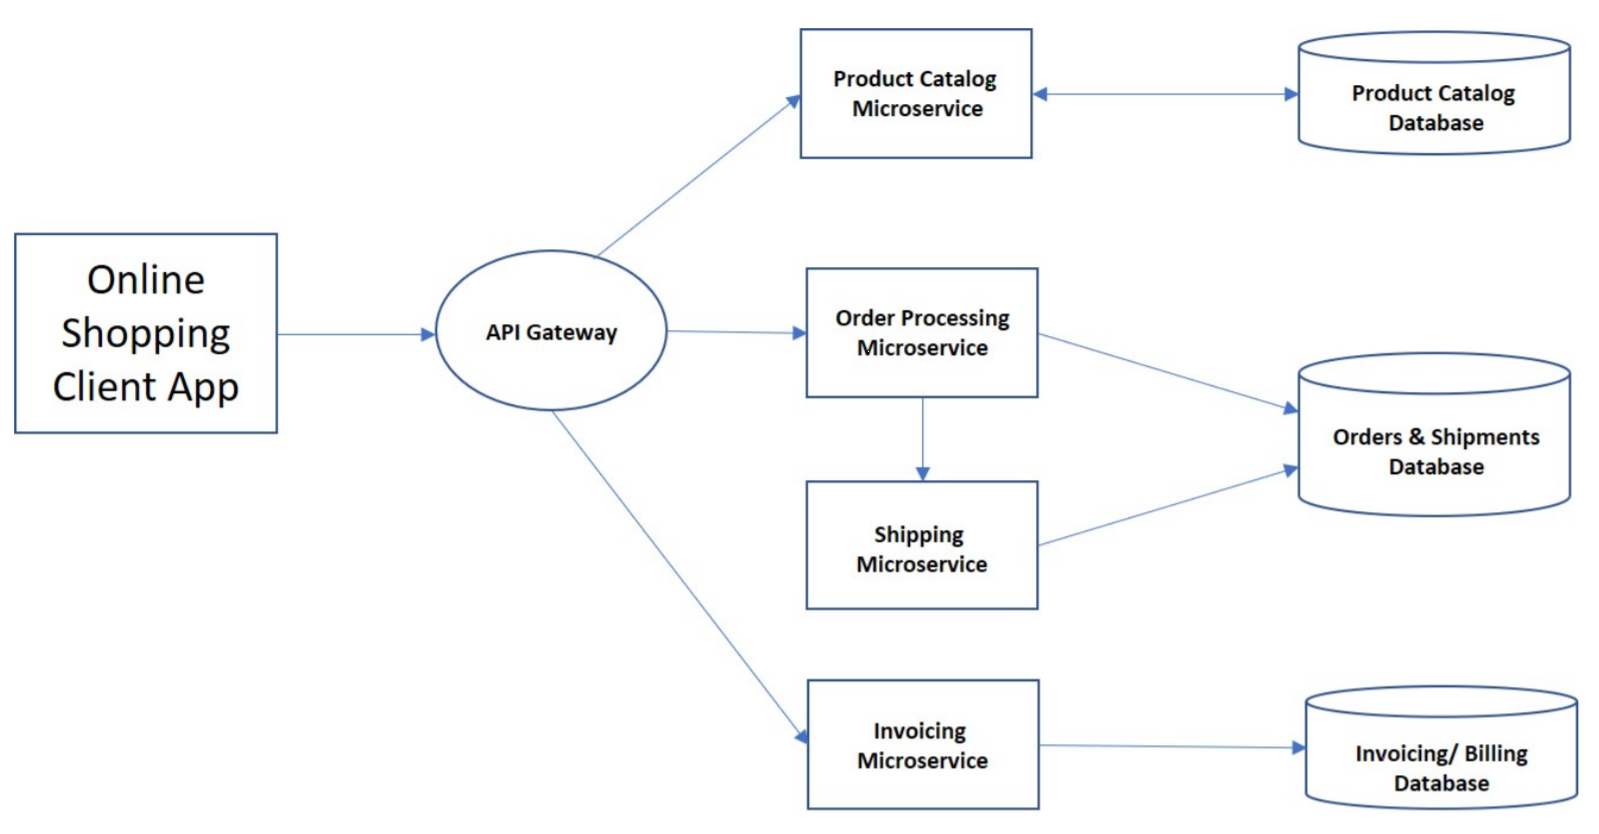 Online
Shopping
Client App
API Gateway
Product Catalog
Microservice
Product Catalog
Database
Order Processing
Microservice
Orders & Shipments
Database
Shipping
Microservice
Invoicing
Microservice
Invoicing/ Billing
Database